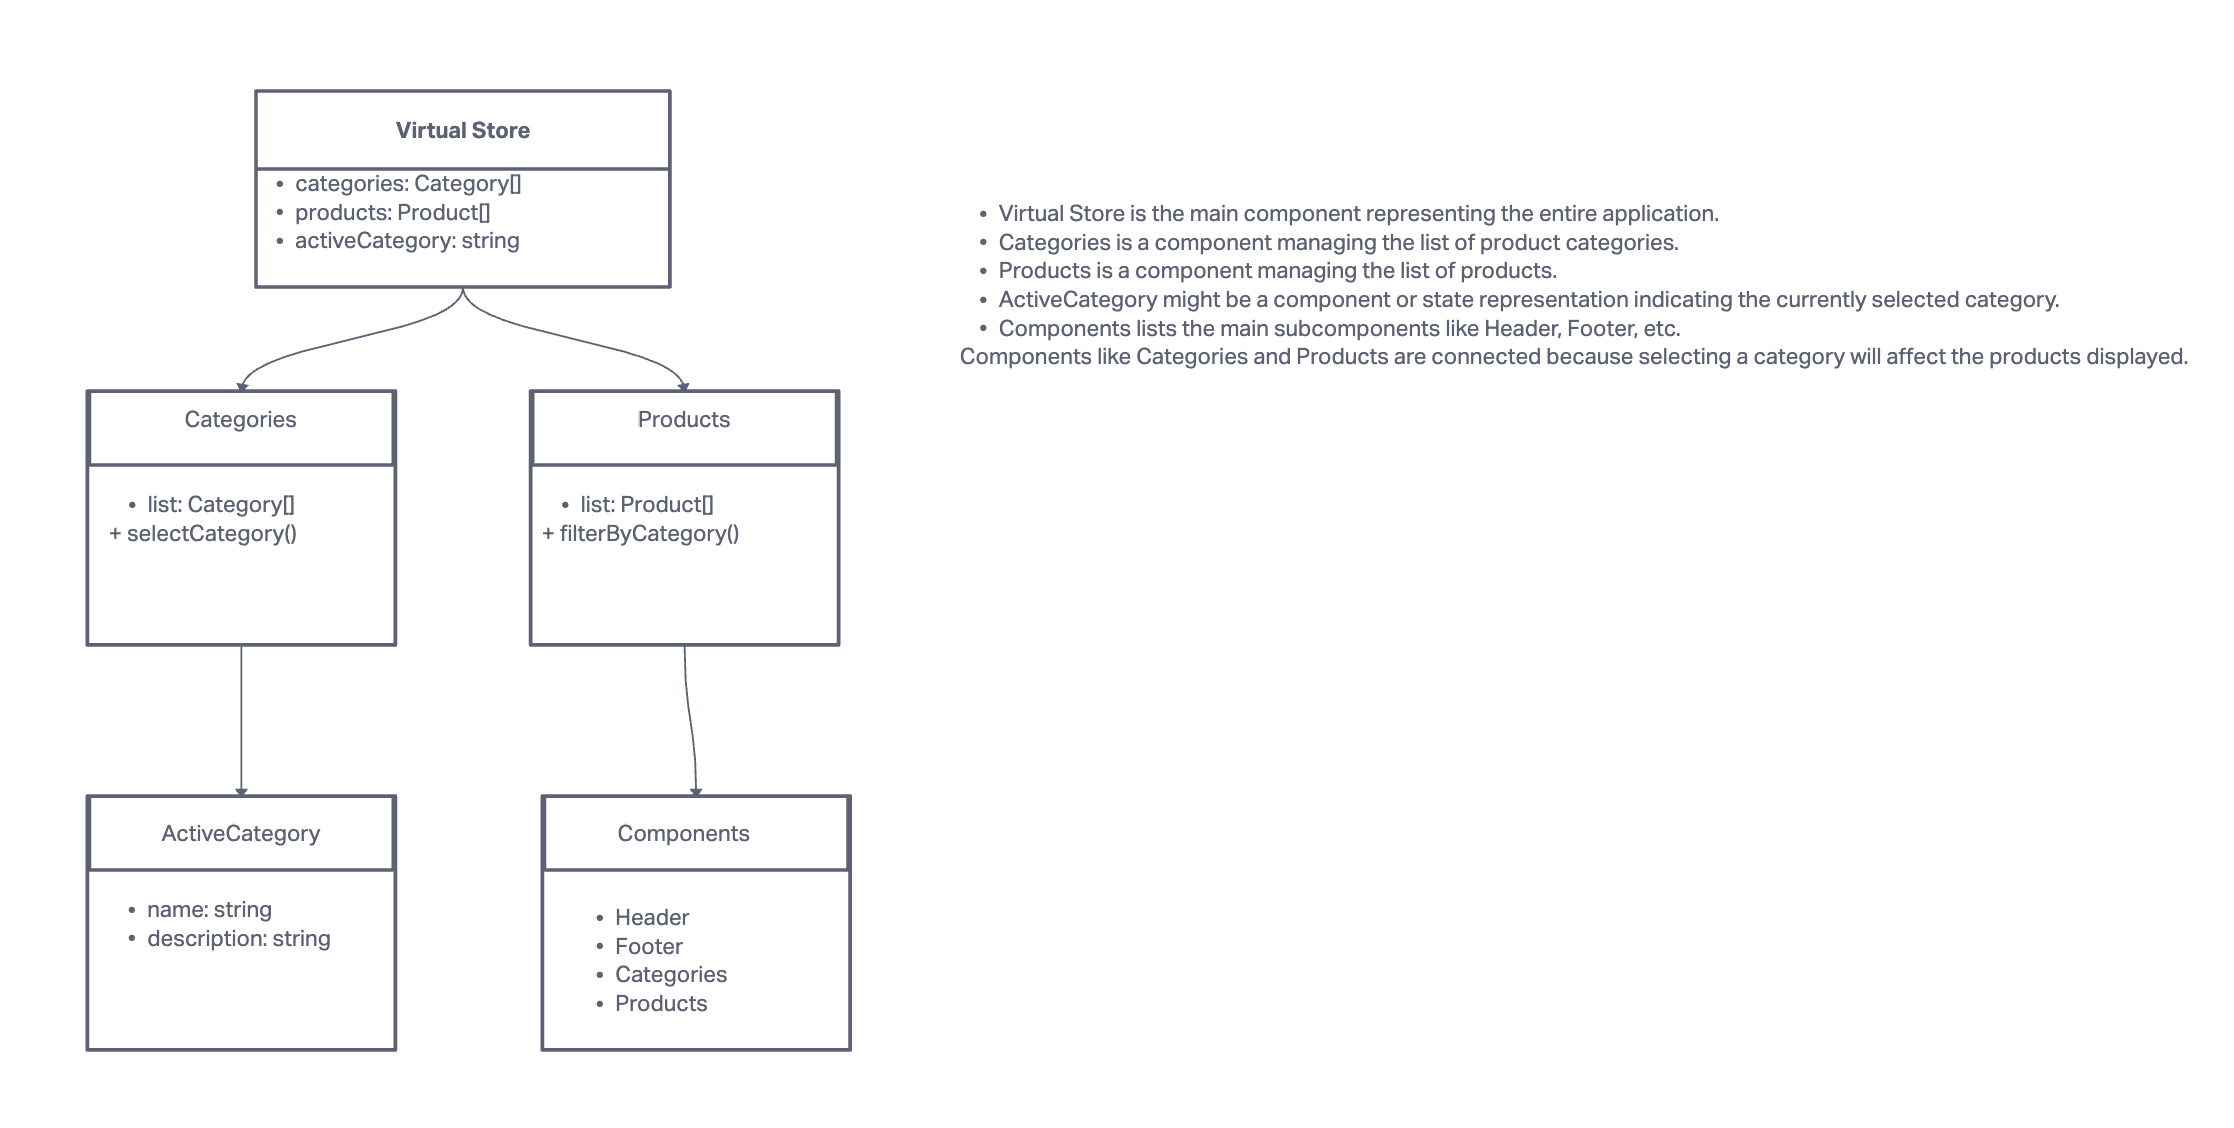 Virtual Store
• categories: Category[]
• products: Product[]
• activeCategory: string
• Virtual Store is the main component representing the entire application.
• Categories is a component managing the list of product categories.
• Products is a component managing the list of products.
• ActiveCategory might be a component or state representation indicating the currently selected category.
• Components lists the main subcomponents like Header, Footer, etc.
Components like Categories and Products are connected because selecting a category will affect the products displayed.
Categories
• list: Category[]
+ selectCategory()
Products
• list: Product[]
+ filterByCategory()
ActiveCategory
• name: string
• description: string
Components
• Header
• Footer
• Categories
• Products